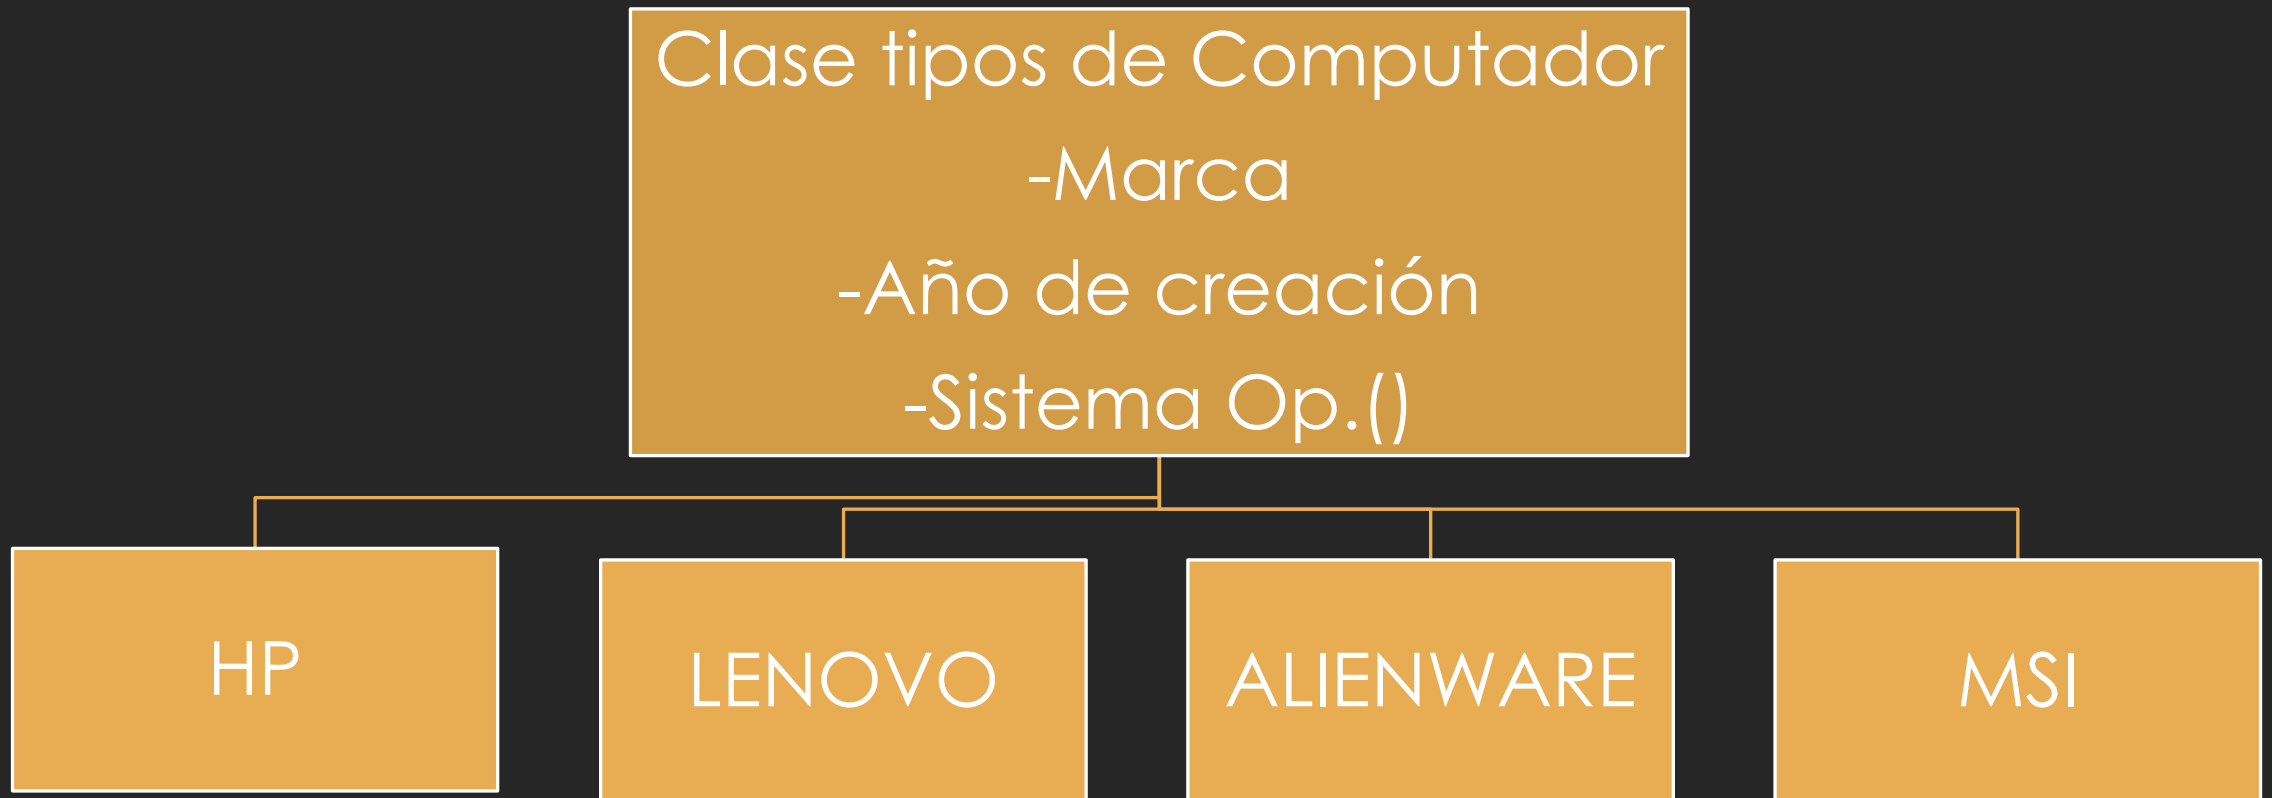 Clase tipos de Computador
-Marca
-Año de creación
-Sistema Op.()
HP
LENOVO
ALIENWARE
MSI